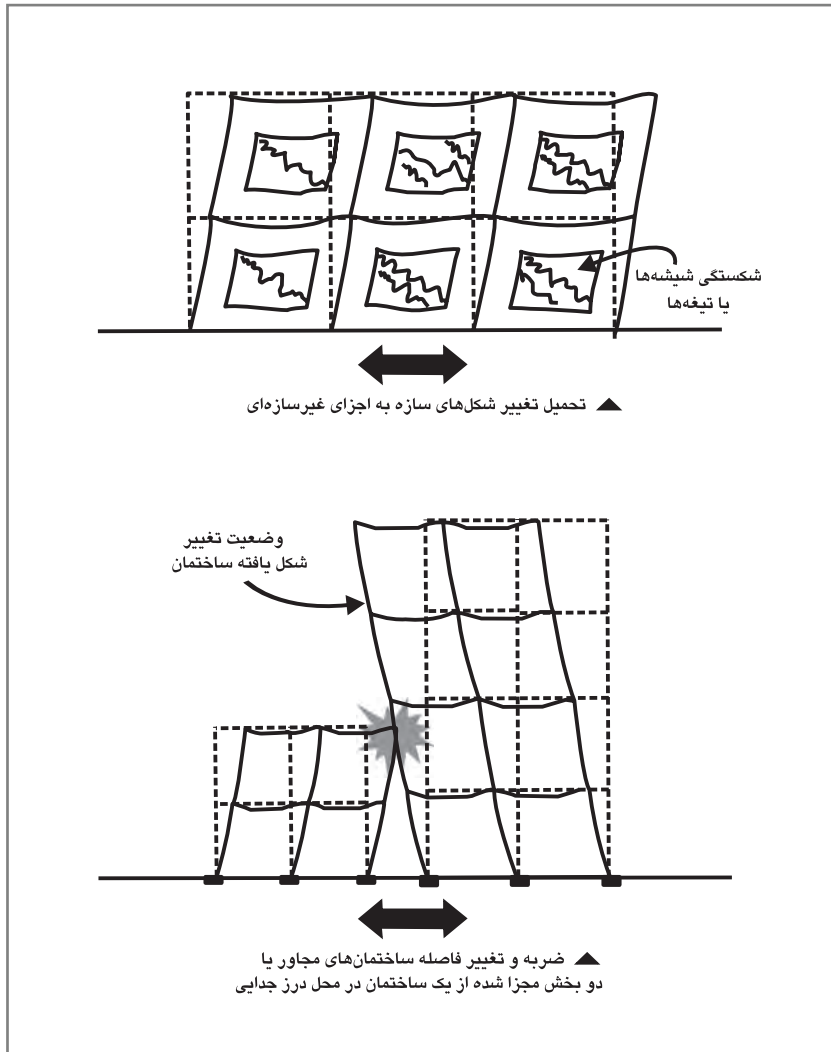 شکستگی شیشه‌ها
یا تیغه‌ها
تحمیل تغییر شکل‌های سازه به اجزای غیرسازه‌ای
وضعیت تغییر
شکل یافته ساختمان
ضربه و تغییر فاصله ساختمان‌های مجاور یا
دو بخش مجزا شده از یک ساختمان در محل درز جدایی